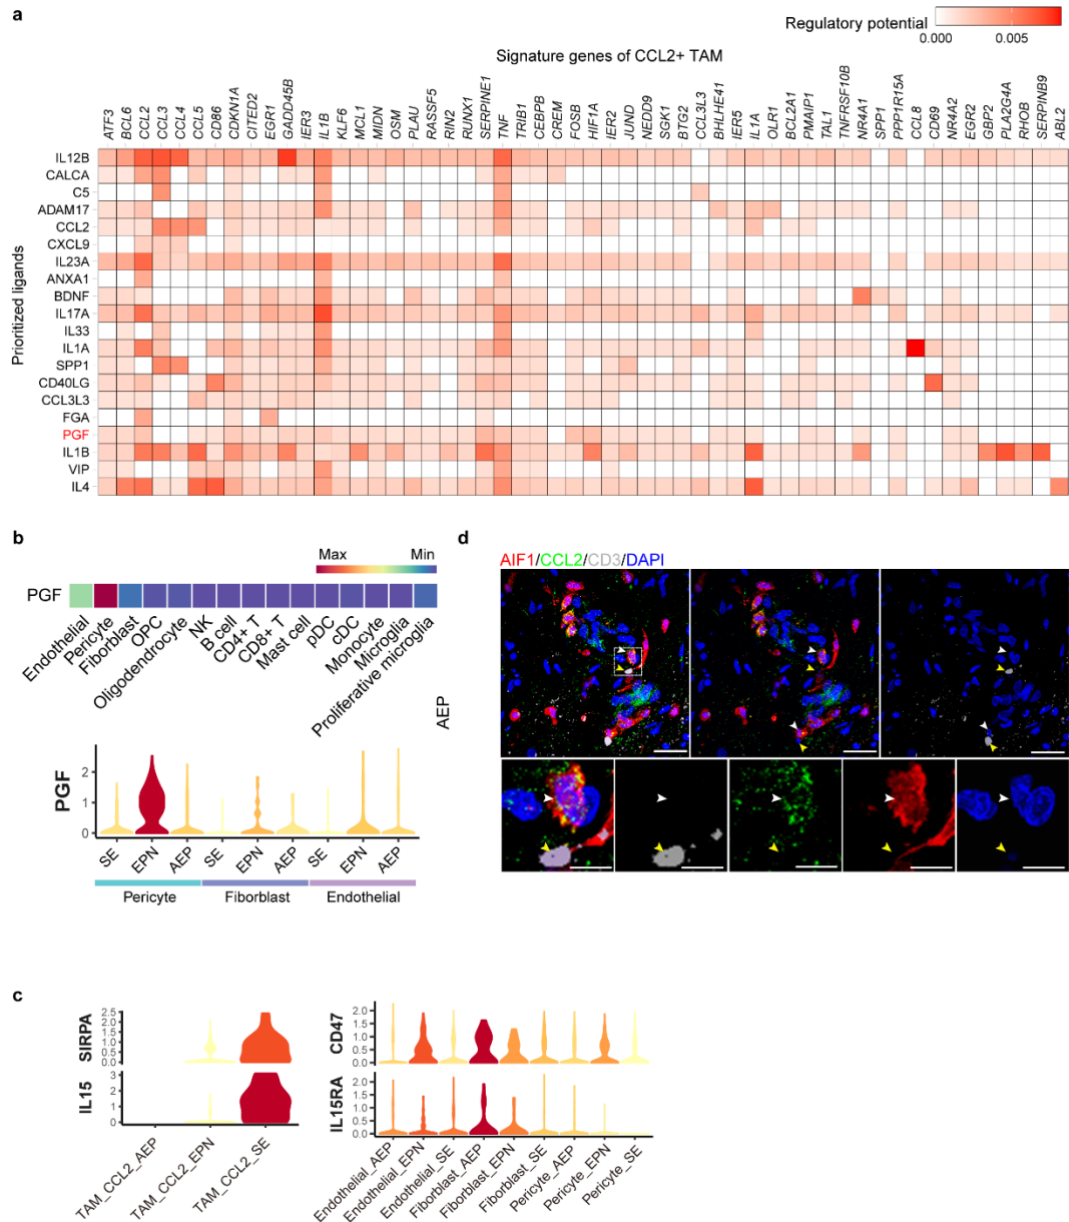 a
Regulatory potential
0.000 0.005
Signature genes of CCL2+ TAM
ATF3 BCL6 CCL2 CCL3 CCL4 CCL5 CD86 CDKN1A CITED2 EGR1 GADD45B IER3 IL1B KLF6 MCL1 MIDN OSM PLAU RASSF5 RIN2 RUNX1 SERPINE1 TNF TRIB1 CEBPB CREM FOSB HIF1A IER2 JUND NEDD9 SGK1 BTG2 CCL3L3 BHLHE41 IER5 IL1A OLR1 BCL2A1 PMAIP1 TAL1 TNFRSF10B NR4A1 SPP1 PPP1R15A CCL8 CD69 NR4A2 EGR2 GBP2 PLA2G4A RHOB SERPINB9 ABL2
Prioritized ligands
IL12B
CALCA
C5
ADAM17
CCL2
CXCL9
IL23A
ANXA1
BDNF
IL17A
IL33
IL1A
SPP1
CD40LG
CCL3L3
FGA
PGF
IL1B
VIP
IL4
b
Max Min
PGF
Endothelial Pericyte Fibroblast OPC Oligodendrocyte NK B cell CD4+ T CD8+ T Mast cell pDC cDC Monocyte Microglia Proliferative microglia
PGF
2
1
0
SE EPN AEP SE EPN AEP SE EPN AEP
Pericyte Fiborblast Endothelial
d
AIF1/CCL2/CD3/DAPI
AEP
c
SIRPA
2.5
2.0
1.5
1.0
0.5
0.0
IL15
3
2
1
0
TAM_CCL2_AEP TAM_CCL2_EPN TAM_CCL2_SE
CD47
2.0
1.5
1.0
0.5
0.0
IL15RA
2.0
1.5
1.0
0.5
0.0
Endothelial_AEP Endothelial_EPN Endothelial_SE Fiborblast_AEP Fiborblast_EPN Fiborblast_SE Pericyte_AEP Pericyte_EPN Pericyte_SE